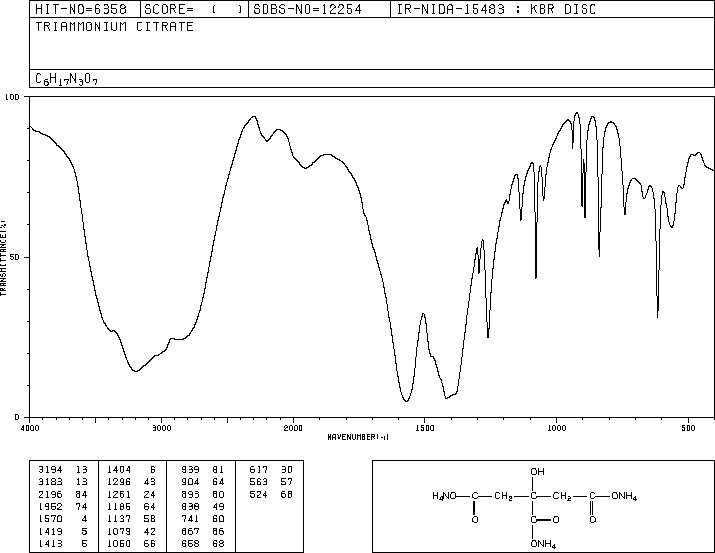 HIT-NO=6358 SCORE= ( ) SDBS-NO=12254 IR-NIDA-15483 : KBR DISC
TRIAMMONIUM CITRATE
C6H17N3O7
100
50
0
TRANSMITTANCE(%)
4000 3000 2000 1500 1000 500
WAVENUMBER(-1)
3194 13 1404 6 939 81 617 30
3183 13 1296 43 904 64 563 57
2196 84 1261 24 893 60 524 68
1952 74 1186 64 838 49
1570 4 1137 58 741 60
1419 5 1079 42 667 66
1413 5 1050 66 658 68
OH
H4NO C CH2 C CH2 C ONH4
O C O O
ONH4